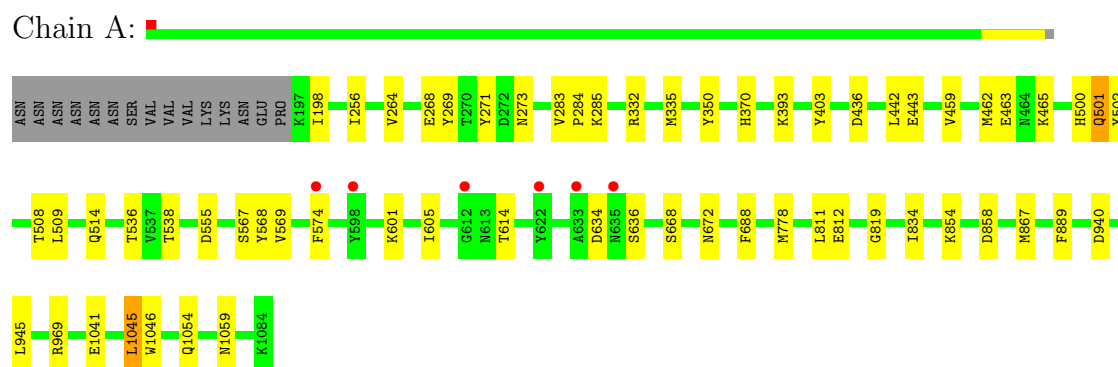 Chain A:
ASN ASN ASN ASN ASN ASN SER VAL VAL VAL LYS LYS ASN GLU PRO K197 I198 I256 V264 E268 Y269 T270 Y271 D272 N273 V283 P284 K285 R332 M335 Y350 H370 K393 Y403 D436 L442 E443 V459 M462 E463 N464 K465 H500 Q501 Y502
T508 L509 Q514 T536 V537 T538 D555 S567 Y568 V569 F574 Y598 K601 I605 G612 N613 T614 Y622 A633 D634 N635 S636 S668 N672 F688 M778 L811 E812 G819 I834 K854 D858 M867 F889 D940
L945 R969 E1041 L1045 W1046 Q1054 N1059 K1084